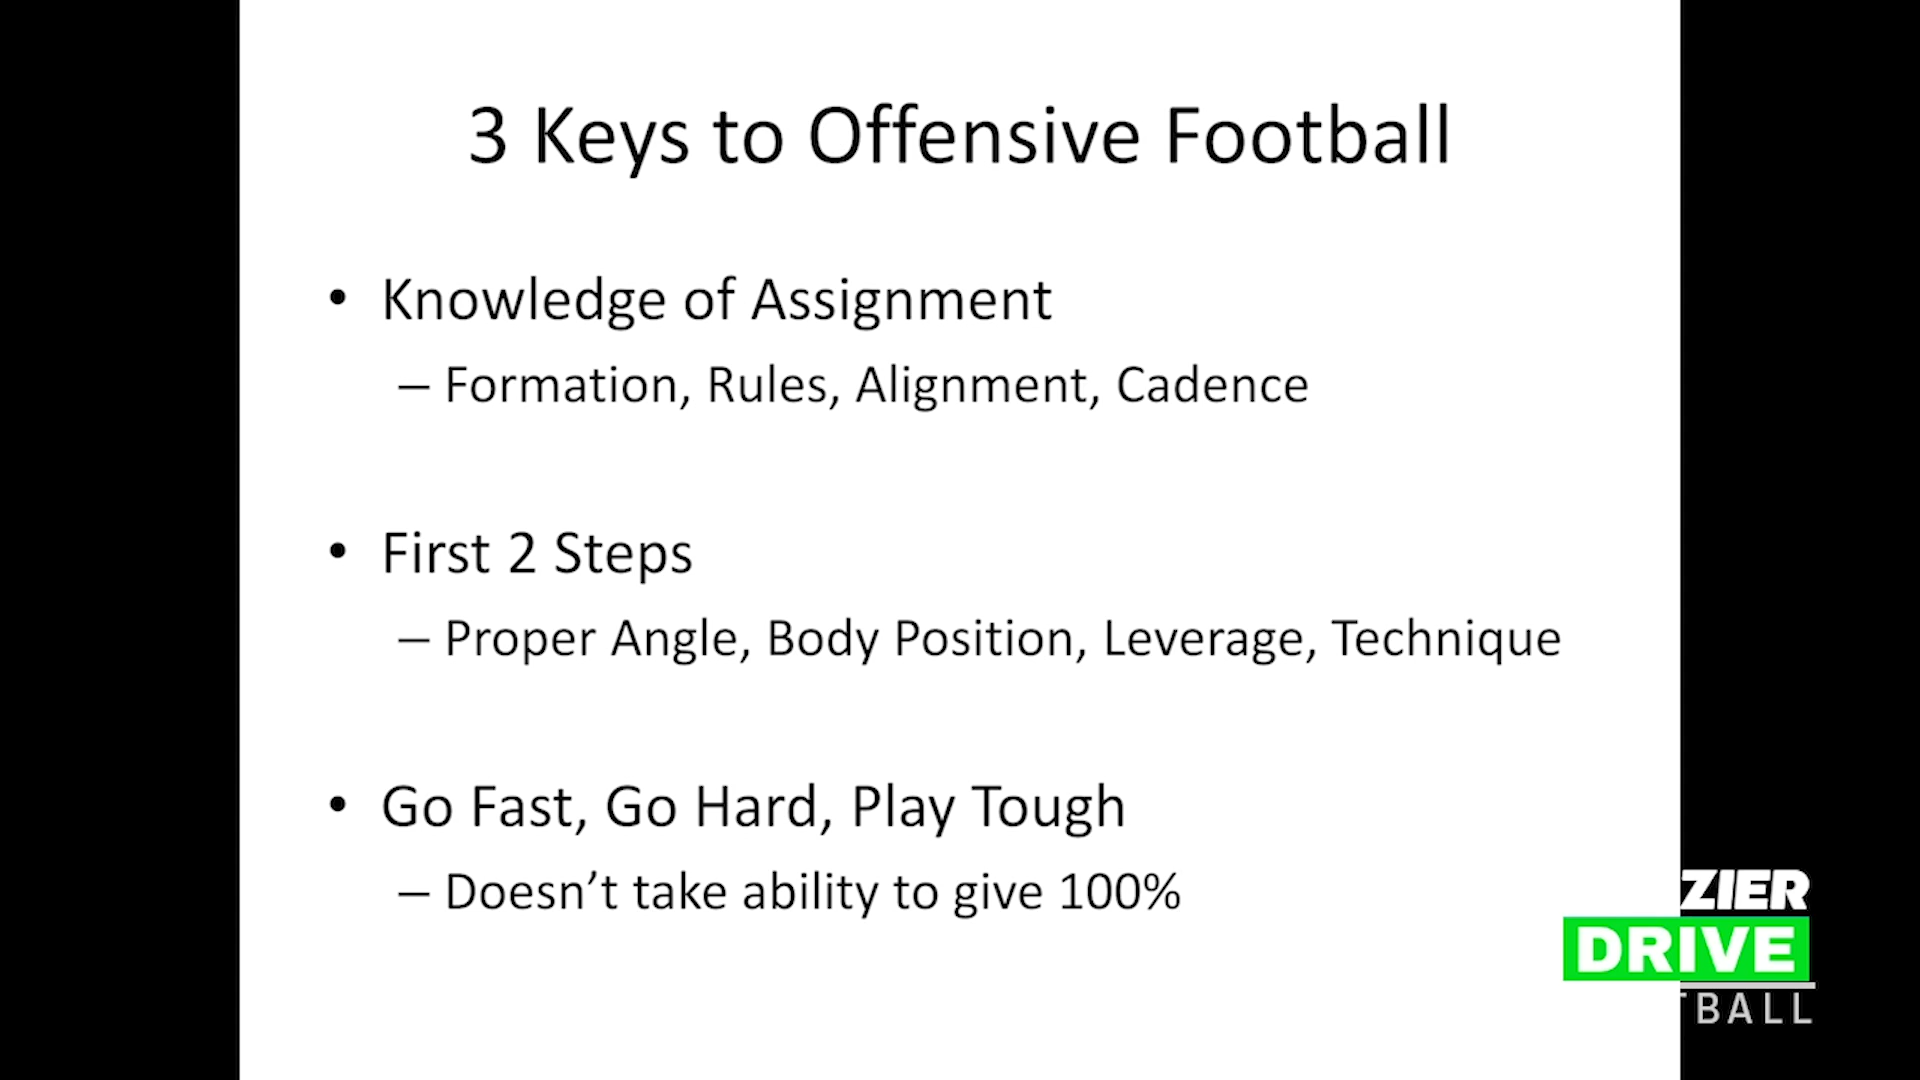 3 Keys to Offensive Football
• Knowledge of Assignment
– Formation, Rules, Alignment, Cadence
• First 2 Steps
– Proper Angle, Body Position, Leverage, Technique
• Go Fast, Go Hard, Play Tough
– Doesn’t take ability to give 100%
ZIER
DRIVE
TBALL